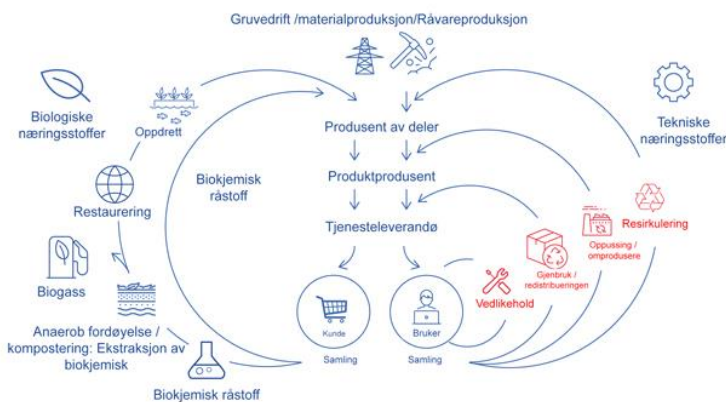 Gruvedrift /materialproduksjon/Råvareproduksjon
Biologiske
næringsstoffer
Oppdrett
Tekniske
næringsstoffer
Produsent av deler
Biokjemisk
råstoff
Produktprodusent
Restaurering
Resirkulering
Tjenesteleverandø
Oppussing /
omprodusere
Gjenbruk /
redistribueringen
Biogass
Vedlikehold
Kunde
Bruker
Anaerob fordøyelse /
kompostering: Ekstraksjon av
biokjemisk
Samling
Samling
Biokjemisk råstoff